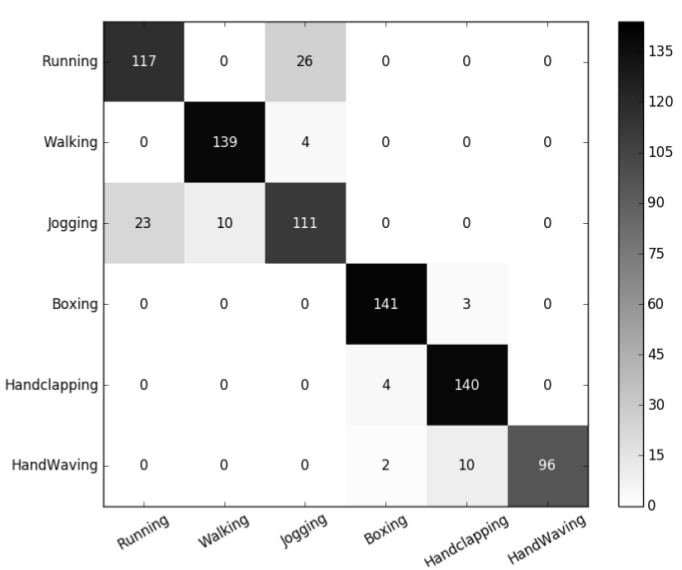 Running 117 0 26 0 0 0
Walking 0 139 4 0 0 0
Jogging 23 10 111 0 0 0
Boxing 0 0 0 141 3 0
Handclapping 0 0 0 4 140 0
HandWaving 0 0 0 2 10 96
Running Walking Jogging Boxing Handclapping HandWaving
135
120
105
90
75
60
45
30
15
0